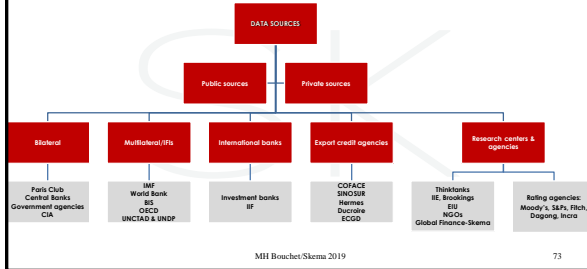 DATA SOURCES
Public sources
Private sources
Bilateral
Multilateral/IFIs
International banks
Export credit agencies
Research centers &
agencies
Paris Club
Central Banks
Government agencies
CIA
IMF
World Bank
BIS
OECD
UNCTAD & UNDP
Investment banks
IIF
COFACE
SINOSUR
Hermes
Ducroire
ECGD
Thinktanks
IIE, Brookings
EIU
NGOs
Global Finance-Skema
Rating agencies:
Moody's, S&Ps, Fitch,
Dagong, Incra
MH Bouchet/Skema 2019
73